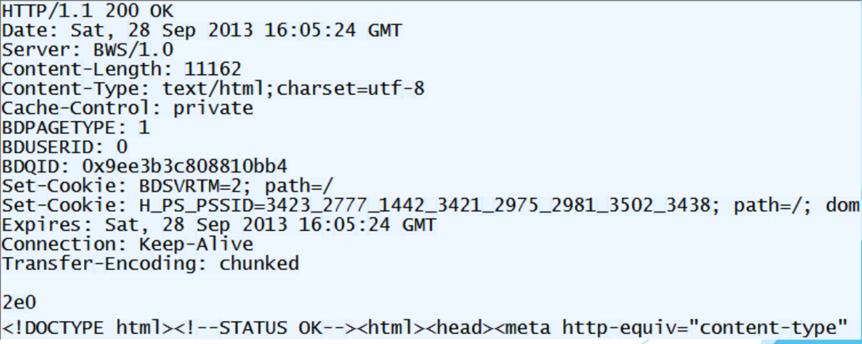 HTTP/1.1 200 OK
Date: Sat, 28 Sep 2013 16:05:24 GMT
Server: BWS/1.0
Content-Length: 11162
Content-Type: text/html;charset=utf-8
Cache-Control: private
BDPAGETYPE: 1
BDUSERID: 0
BDQID: 0x9ee3b3c808810bb4
Set-Cookie: BDSVRTM=2; path=/
Set-Cookie: H_PS_PSSID=3423_2777_1442_3421_2975_2981_3502_3438; path=/; dom
Expires: Sat, 28 Sep 2013 16:05:24 GMT
Connection: Keep-Alive
Transfer-Encoding: chunked
2e0
<!DOCTYPE html><!--STATUS OK--><html><head><meta http-equiv="content-type"